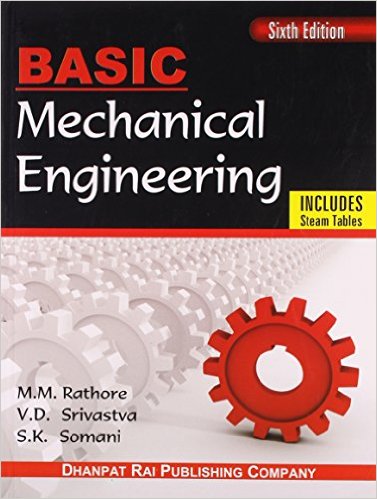 Sixth Edition
BASIC
Mechanical
Engineering
INCLUDES
Steam Tables
M.M. Rathore
V.D. Srivastva
S.K. Somani
DHANPAT RAI PUBLISHING COMPANY